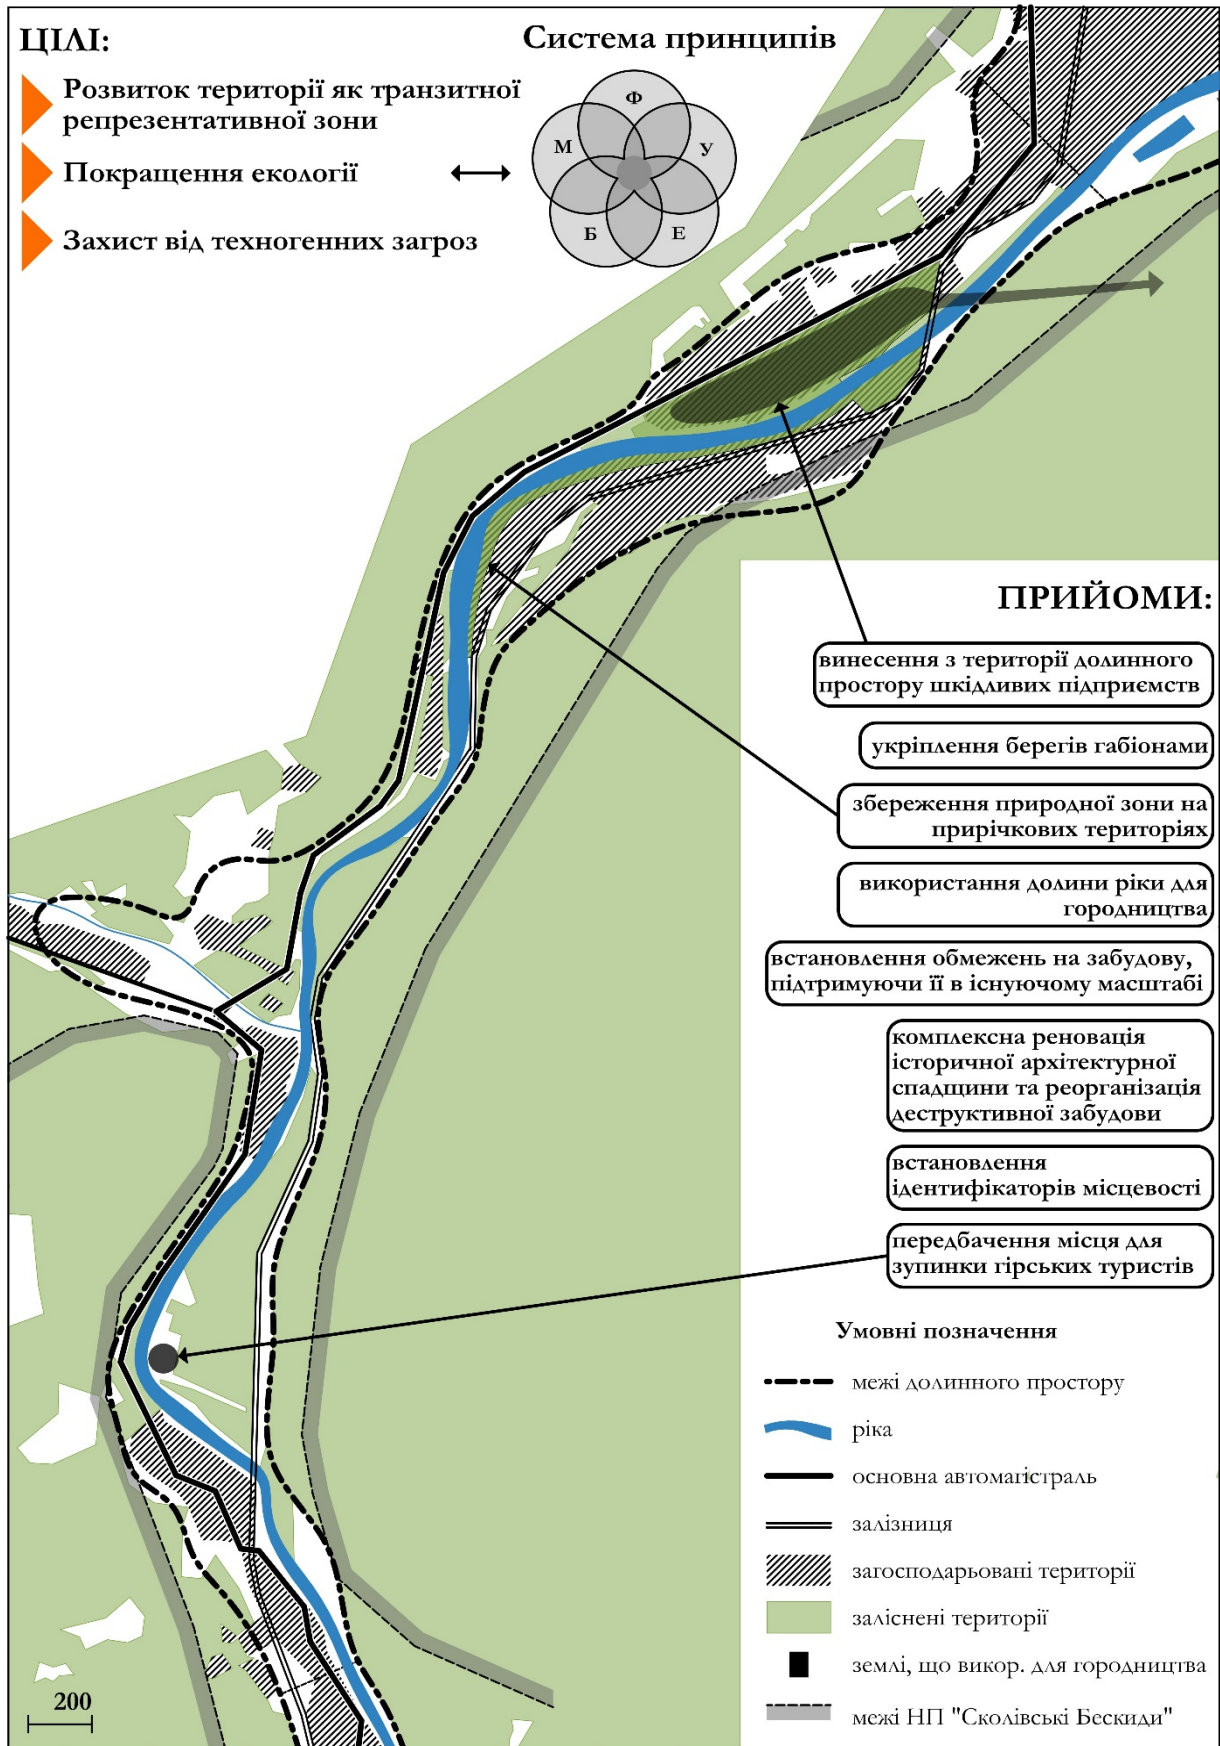 ЦІЛІ:
Розвиток території як транзитної
репрезентативної зони
Покращення екології
Захист від техногенних загроз
Система принципів
Ф
М
У
Б
Е
ПРИЙОМИ:
винесення з території долинного
простору шкідливих підприємств
укріплення берегів габіонами
збереження природної зони на
прирічкових територіях
використання долини ріки для
городництва
встановлення обмежень на забудову,
підтримуючи її в існуючому масштабі
комплексна реновація
історичної архітектурної
спадщини та реорганізація
деструктивної забудови
встановлення
ідентифікаторів місцевості
передбачення місця для
зупинки гірських туристів
Умовні позначення
межі долинного простору
ріка
основна автомагістраль
залізниця
загосподарьовані території
заліснені території
землі, що викор. для городництва
межі НП "Сколівські Бескиди"
200